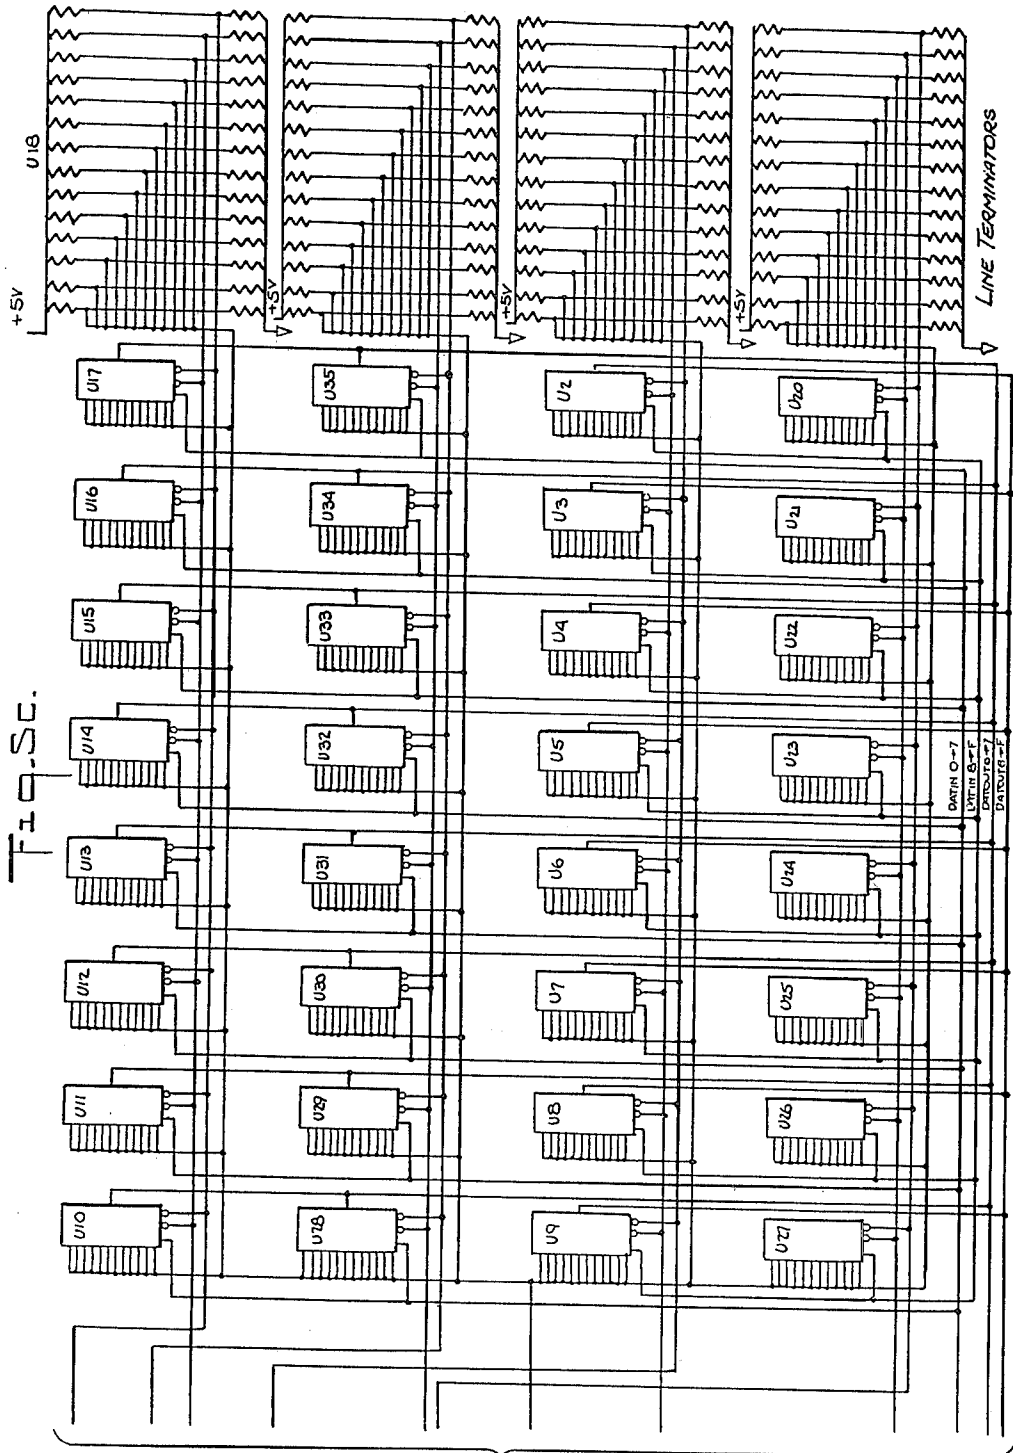 U18
+5V
+5V
+5V
+5V
LINE TERMINATORS
U17
U35
U2
U20
U16
U34
U3
U21
U15
U33
U4
U22
FIG_5C.
U14
U32
U5
U23
DATIN 0→7
DATIN 8→F
DATOUT 0→7
DATOUT 8→F
U13
U31
U6
U24
U12
U30
U7
U25
U11
U29
U8
U26
U10
U28
U9
U27